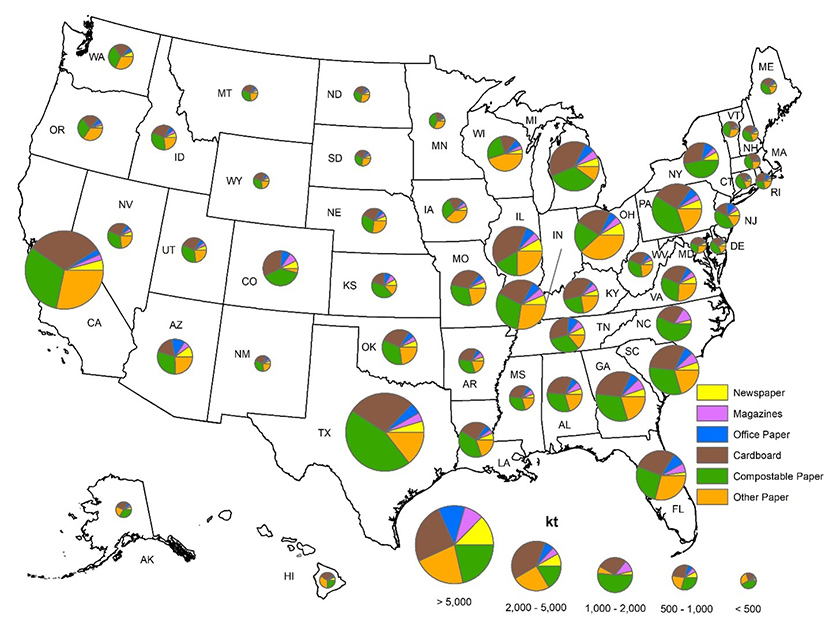 WA
MT
ND
MN
WI
MI
ME
VT
NH
MA
OR
ID
SD
WY
NY
CT
RI
NV
UT
NE
IA
IL
IN
OH
PA
NJ
CO
KS
MO
WV
MD
DE
KY
VA
CA
AZ
NM
OK
TN
NC
AR
MS
AL
GA
SC
TX
LA
FL
AK
HI
Newspaper
Magazines
Office Paper
Cardboard
Compostable Paper
Other Paper
kt
> 5,000
2,000 - 5,000
1,000 - 2,000
500 - 1,000
< 500